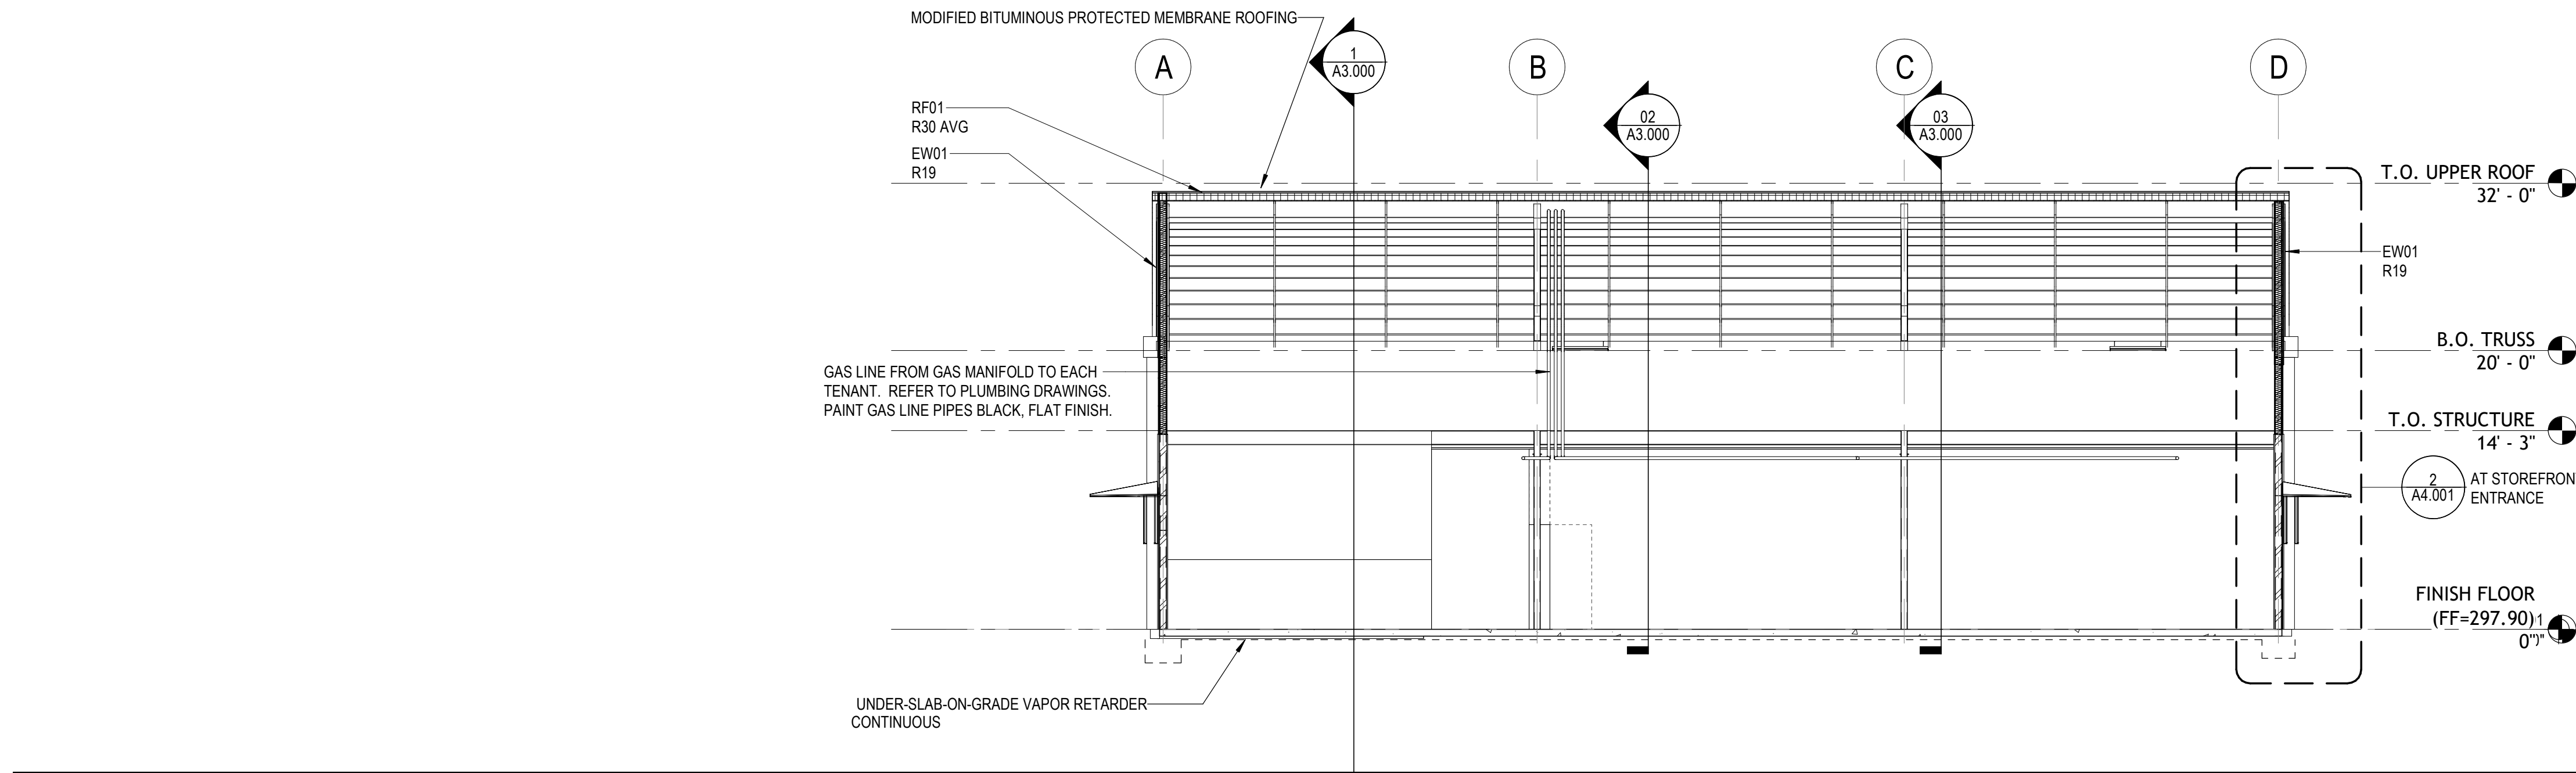 MODIFIED BITUMINOUS PROTECTED MEMBRANE ROOFING
1
A3.000
A
B
C
D
RF01
R30 AVG
02
A3.000
03
A3.000
EW01
R19
T.O. UPPER ROOF
32' - 0"
EW01
R19
B.O. TRUSS
20' - 0"
GAS LINE FROM GAS MANIFOLD TO EACH
TENANT. REFER TO PLUMBING DRAWINGS.
PAINT GAS LINE PIPES BLACK, FLAT FINISH.
T.O. STRUCTURE
14' - 3"
2
A4.001
AT STOREFRON
ENTRANCE
FINISH FLOOR
(FF=297.90)
0"
UNDER-SLAB-ON-GRADE VAPOR RETARDER
CONTINUOUS